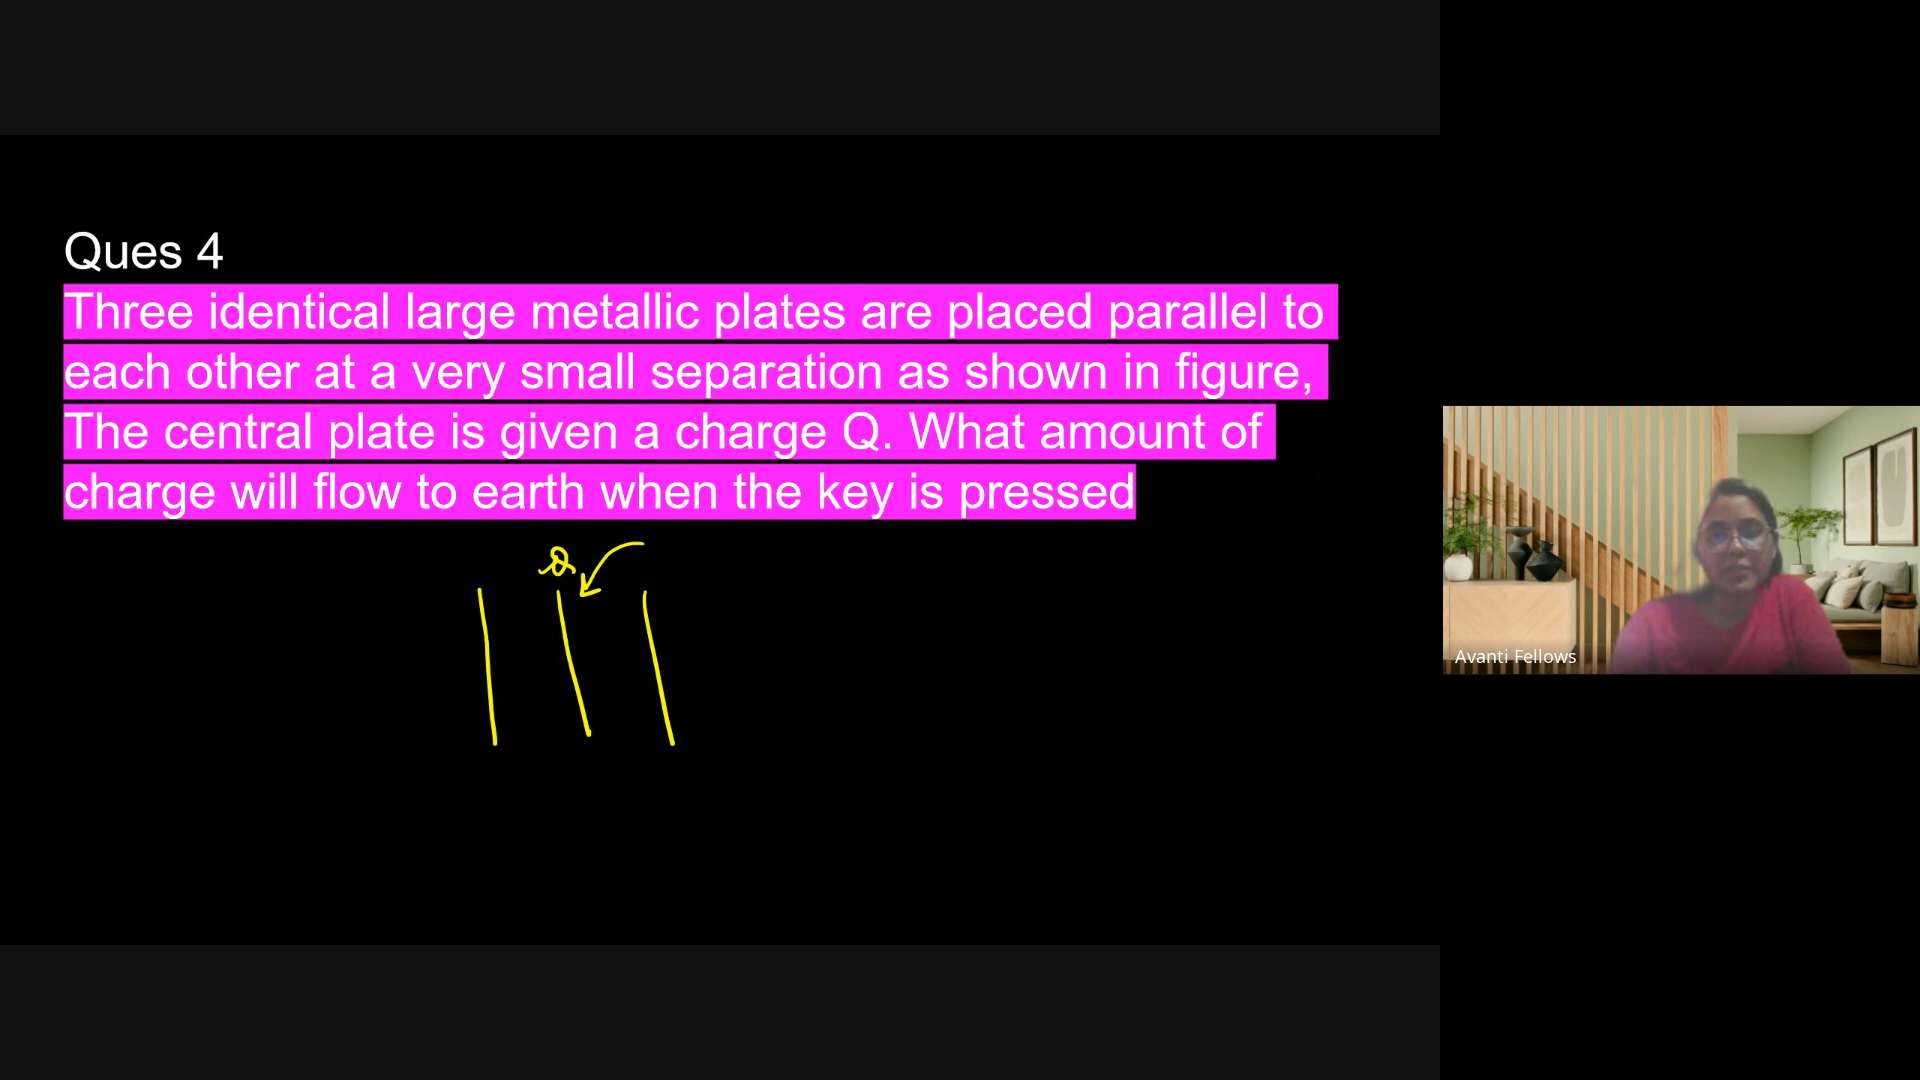 Ques 4
Three identical large metallic plates are placed parallel to
each other at a very small separation as shown in figure,
The central plate is given a charge Q. What amount of
charge will flow to earth when the key is pressed
Q
Avanti Fellows